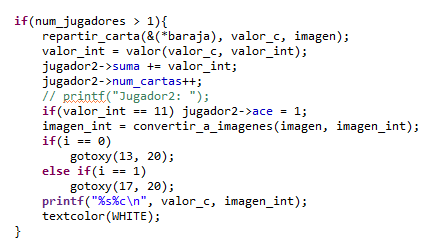 if(num_jugadores > 1){
repartir_carta(&(*baraja), valor_c, imagen);
valor_int = valor(valor_c, valor_int);
jugador2->suma += valor_int;
jugador2->num_cartas++;
// printf("Jugador2: ");
if(valor_int == 11) jugador2->ace = 1;
imagen_int = convertir_a_imagenes(imagen, imagen_int);
if(i == 0)
gotoxy(13, 20);
else if(i == 1)
gotoxy(17, 20);
printf("%s%c\n", valor_c, imagen_int);
textcolor(WHITE);
}